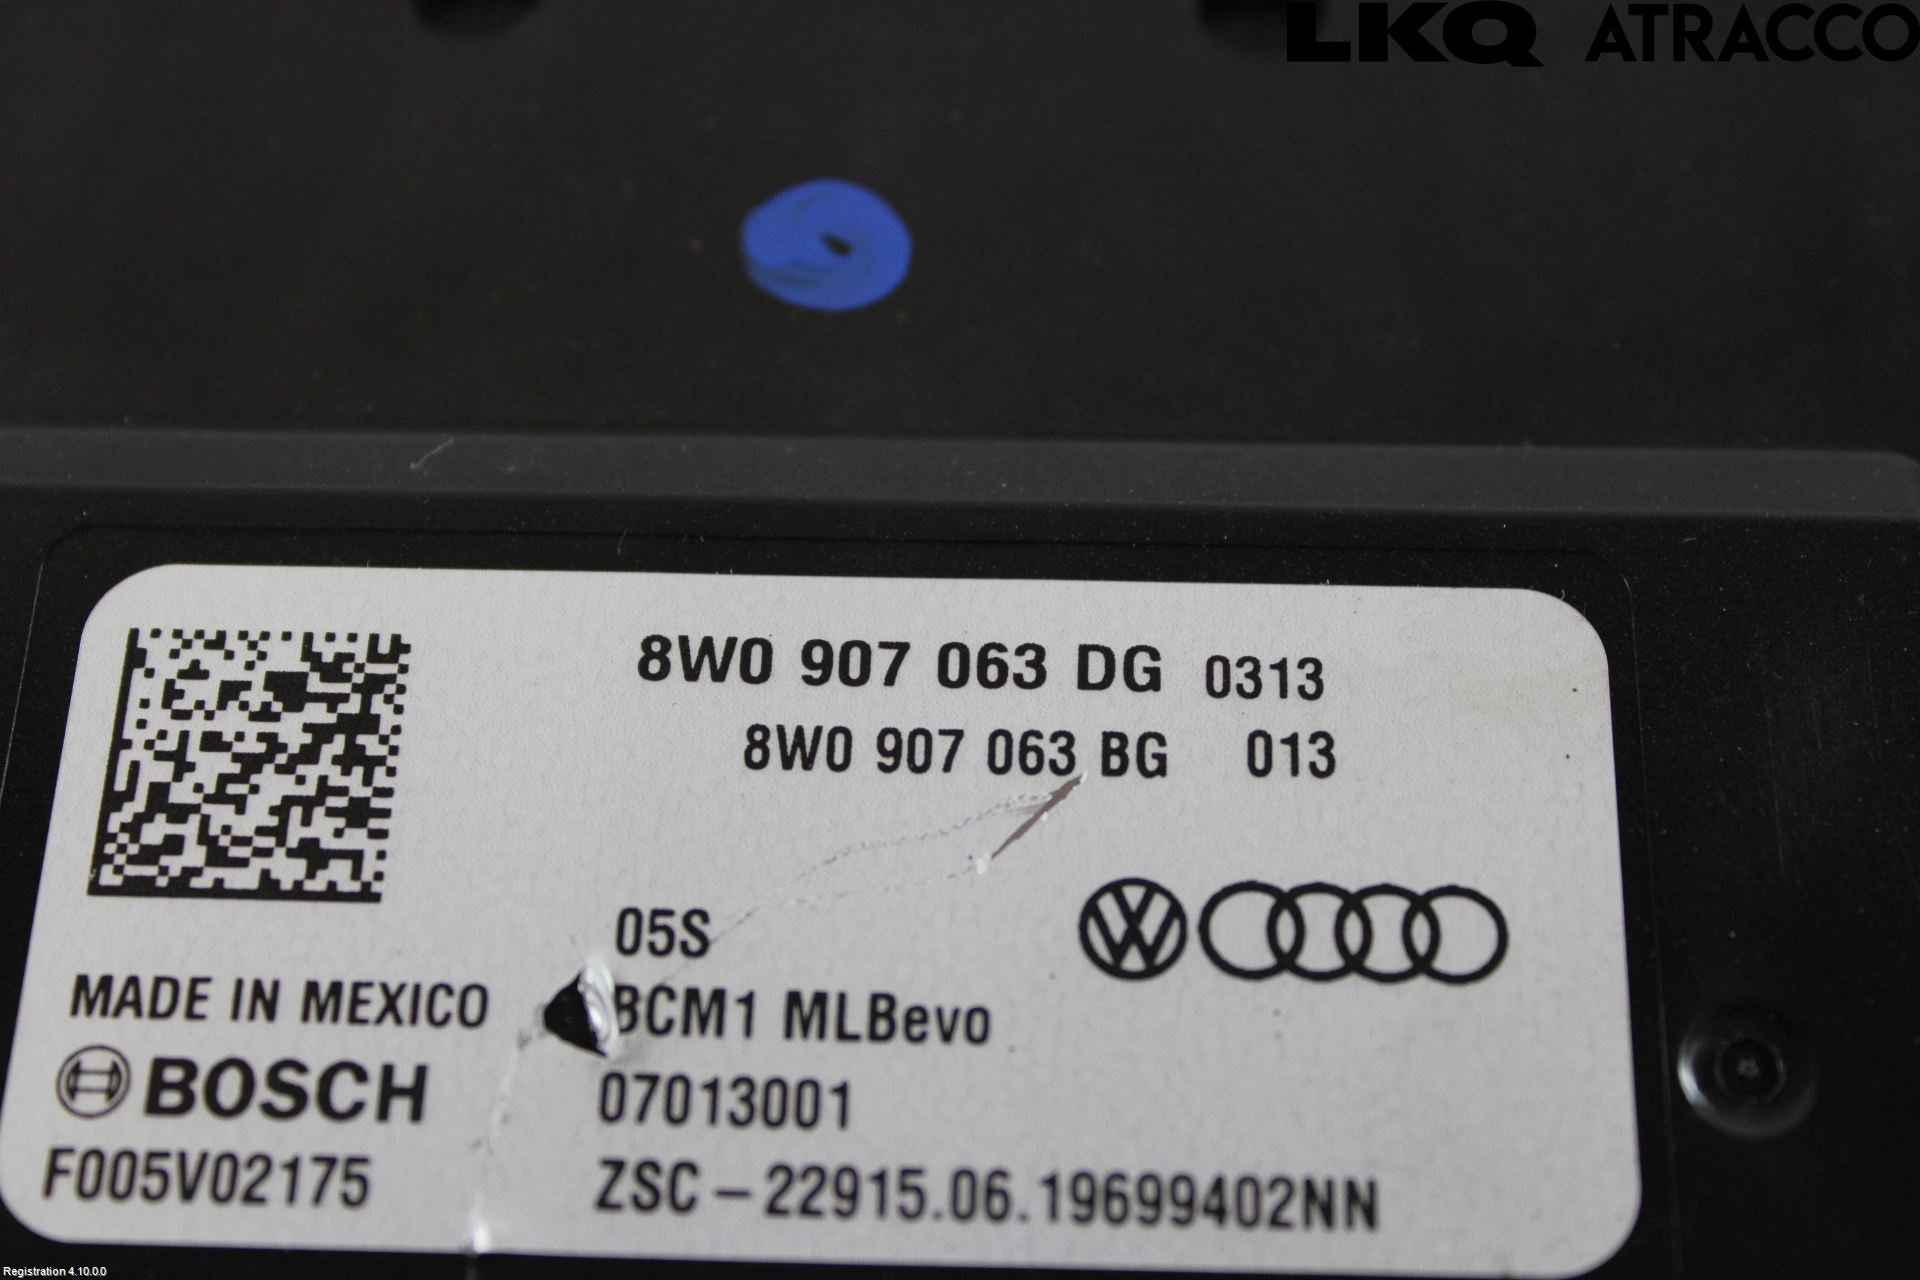 LKQ ATRACCO
8W0 907 063 DG 0313
8W0 907 063 BG 013
05S
MADE IN MEXICO
BCM1 MLBevo
BOSCH
07013001
F005V02175
ZSC-22915.06.19699402NN
Registration 4.10.0.0